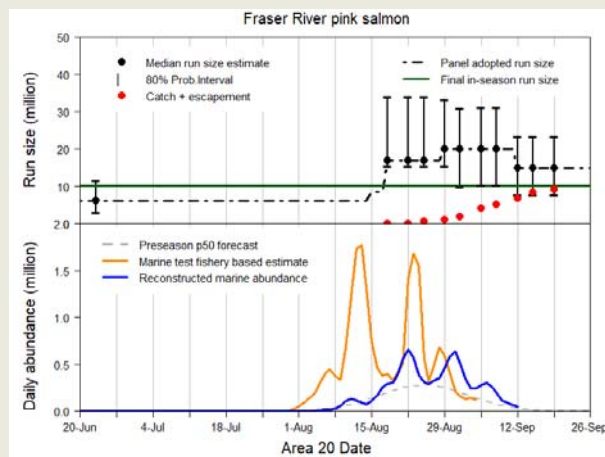 Fraser River pink salmon
50
40
30
20
10
2.0
1.5
1.0
0.5
0.0
Run size (million)
Daily abundance (million)
Median run size estimate
80% Prob.Interval
Catch + escapement
Panel adopted run size
Final in-season run size
Preseason p50 forecast
Marine test fishery based estimate
Reconstructed marine abundance
20-Jun 4-Jul 18-Jul 1-Aug 15-Aug 29-Aug 12-Sep 26-Sep
Area 20 Date